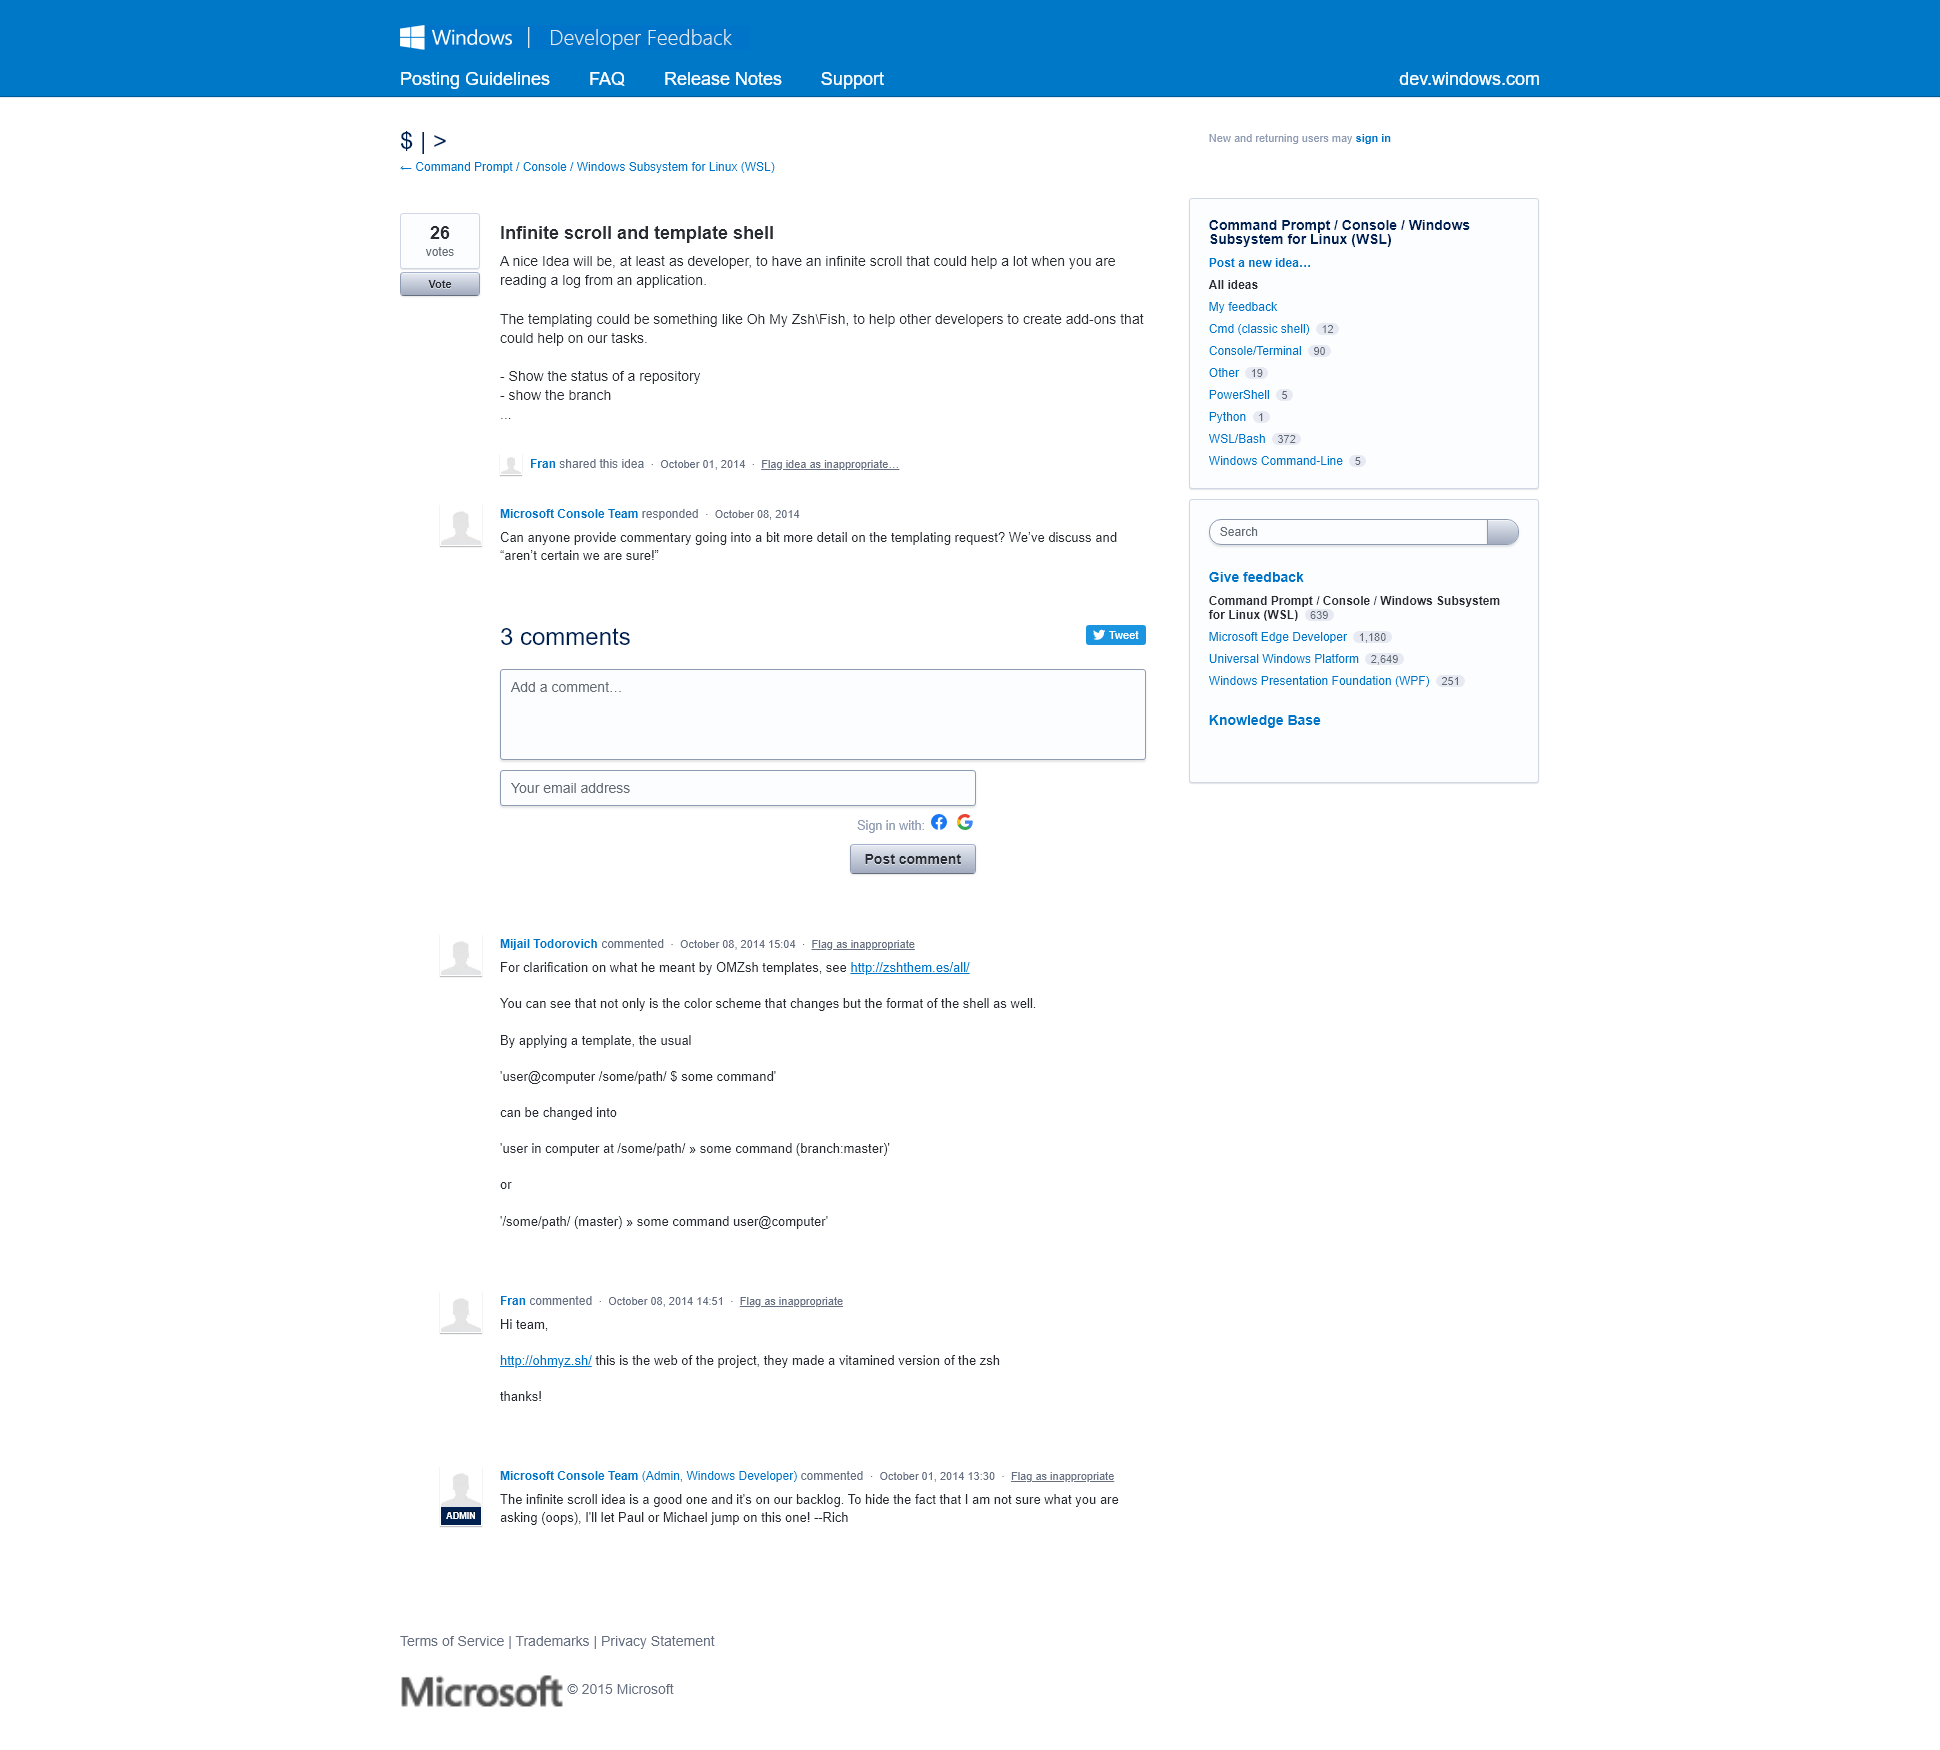 Windows | Developer Feedback
Posting Guidelines FAQ Release Notes Support dev.windows.com
$ | >
← Command Prompt / Console / Windows Subsystem for Linux (WSL)
26
votes
Vote
Infinite scroll and template shell
A nice Idea will be, at least as developer, to have an infinite scroll that could help a lot when you are
reading a log from an application.
The templating could be something like Oh My Zsh\Fish, to help other developers to create add-ons that
could help on our tasks.
- Show the status of a repository
- show the branch
...
Fran shared this idea · October 01, 2014 · Flag idea as inappropriate…
Microsoft Console Team responded · October 08, 2014
Can anyone provide commentary going into a bit more detail on the templating request? We’ve discuss and
“aren’t certain we are sure!”
3 comments
Tweet
Add a comment…
Your email address
Sign in with:
Post comment
Mijail Todorovich commented · October 08, 2014 15:04 · Flag as inappropriate
For clarification on what he meant by OMZsh templates, see http://zshthem.es/all/
You can see that not only is the color scheme that changes but the format of the shell as well.
By applying a template, the usual
'user@computer /some/path/ $ some command'
can be changed into
'user in computer at /some/path/ » some command (branch:master)'
or
'/some/path/ (master) » some command user@computer'
Fran commented · October 08, 2014 14:51 · Flag as inappropriate
Hi team,
http://ohmyz.sh/ this is the web of the project, they made a vitamined version of the zsh
thanks!
Microsoft Console Team (Admin, Windows Developer) commented · October 01, 2014 13:30 · Flag as inappropriate
ADMIN
The infinite scroll idea is a good one and it's on our backlog. To hide the fact that I am not sure what you are
asking (oops), I'll let Paul or Michael jump on this one! --Rich
New and returning users may sign in
Command Prompt / Console / Windows
Subsystem for Linux (WSL)
Post a new idea…
All ideas
My feedback
Cmd (classic shell) 12
Console/Terminal 90
Other 19
PowerShell 5
Python 1
WSL/Bash 372
Windows Command-Line 5
Search
Give feedback
Command Prompt / Console / Windows Subsystem
for Linux (WSL) 639
Microsoft Edge Developer 1,180
Universal Windows Platform 2,649
Windows Presentation Foundation (WPF) 251
Knowledge Base
Terms of Service | Trademarks | Privacy Statement
Microsoft © 2015 Microsoft